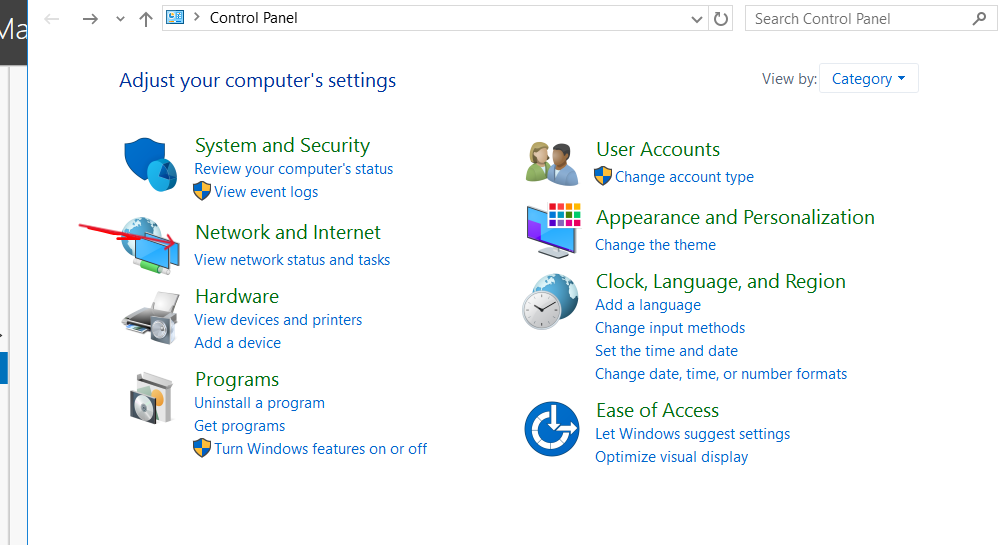 Ma
Control Panel
Search Control Panel
Adjust your computer's settings
View by:
Category
System and Security
Review your computer's status
View event logs
Network and Internet
View network status and tasks
Hardware
View devices and printers
Add a device
Programs
Uninstall a program
Get programs
Turn Windows features on or off
User Accounts
Change account type
Appearance and Personalization
Change the theme
Clock, Language, and Region
Add a language
Change input methods
Set the time and date
Change date, time, or number formats
Ease of Access
Let Windows suggest settings
Optimize visual display